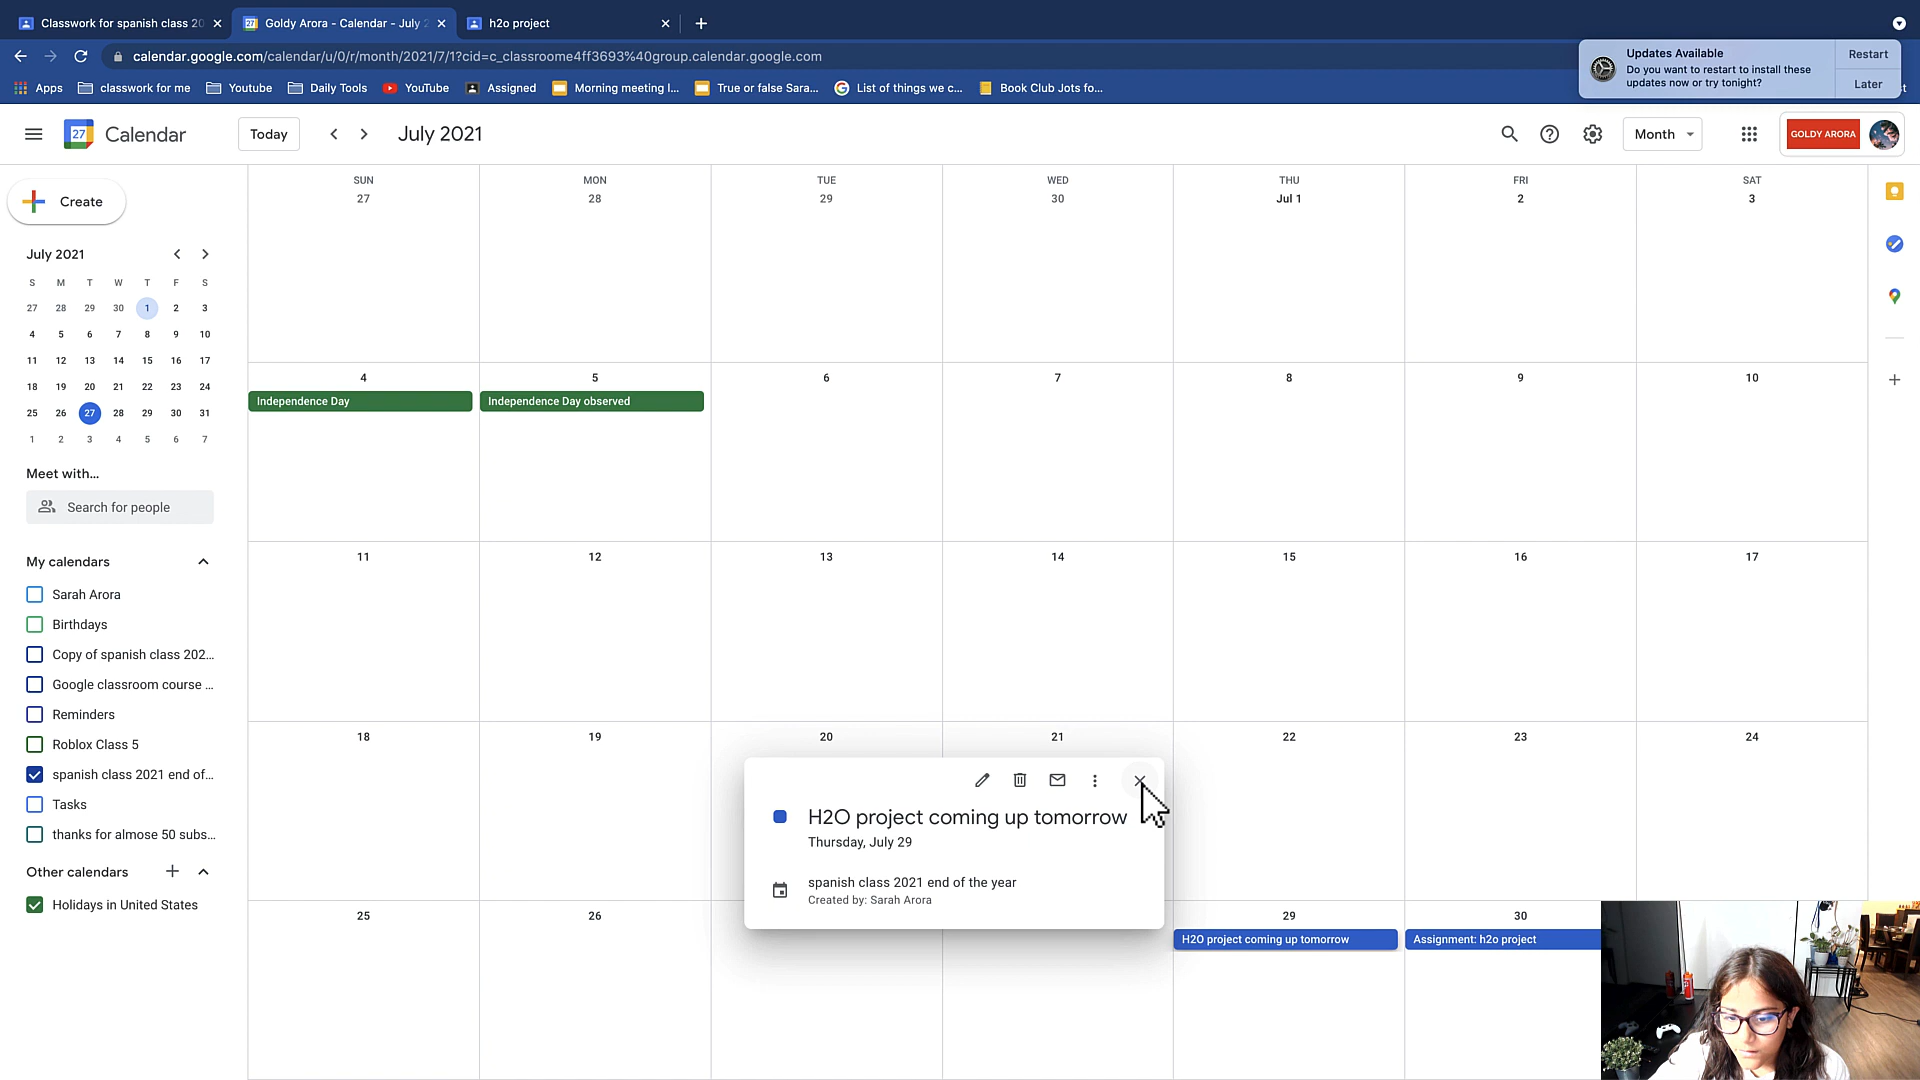 Classwork for spanish class 20
Goldy Arora - Calendar - July 2
h2o project
calendar.google.com/calendar/u/0/r/month/2021/7/1?cid=c_classroome4ff3693%40group.calendar.google.com
Updates Available
Do you want to restart to install these
updates now or try tonight?
Restart
Later
Apps
classwork for me
Youtube
Daily Tools
YouTube
Assigned
Morning meeting l...
True or false Sara...
List of things we c...
Book Club Jots fo...
27
Calendar
Today
July 2021
Month
GOLDY ARORA
Create
July 2021
S M T W T F S
27 28 29 30 1 2 3
4 5 6 7 8 9 10
11 12 13 14 15 16 17
18 19 20 21 22 23 24
25 26 27 28 29 30 31
1 2 3 4 5 6 7
Meet with...
Search for people
My calendars
Sarah Arora
Birthdays
Copy of spanish class 202...
Google classroom course ...
Reminders
Roblox Class 5
spanish class 2021 end of...
Tasks
thanks for almose 50 subs...
Other calendars
Holidays in United States
SUN MON TUE WED THU FRI SAT
27 28 29 30 Jul 1 2 3
4 5 6 7 8 9 10
Independence Day
Independence Day observed
11 12 13 14 15 16 17
18 19 20 21 22 23 24
H2O project coming up tomorrow
Thursday, July 29
spanish class 2021 end of the year
Created by: Sarah Arora
25 26 29 30
H2O project coming up tomorrow
Assignment: h2o project